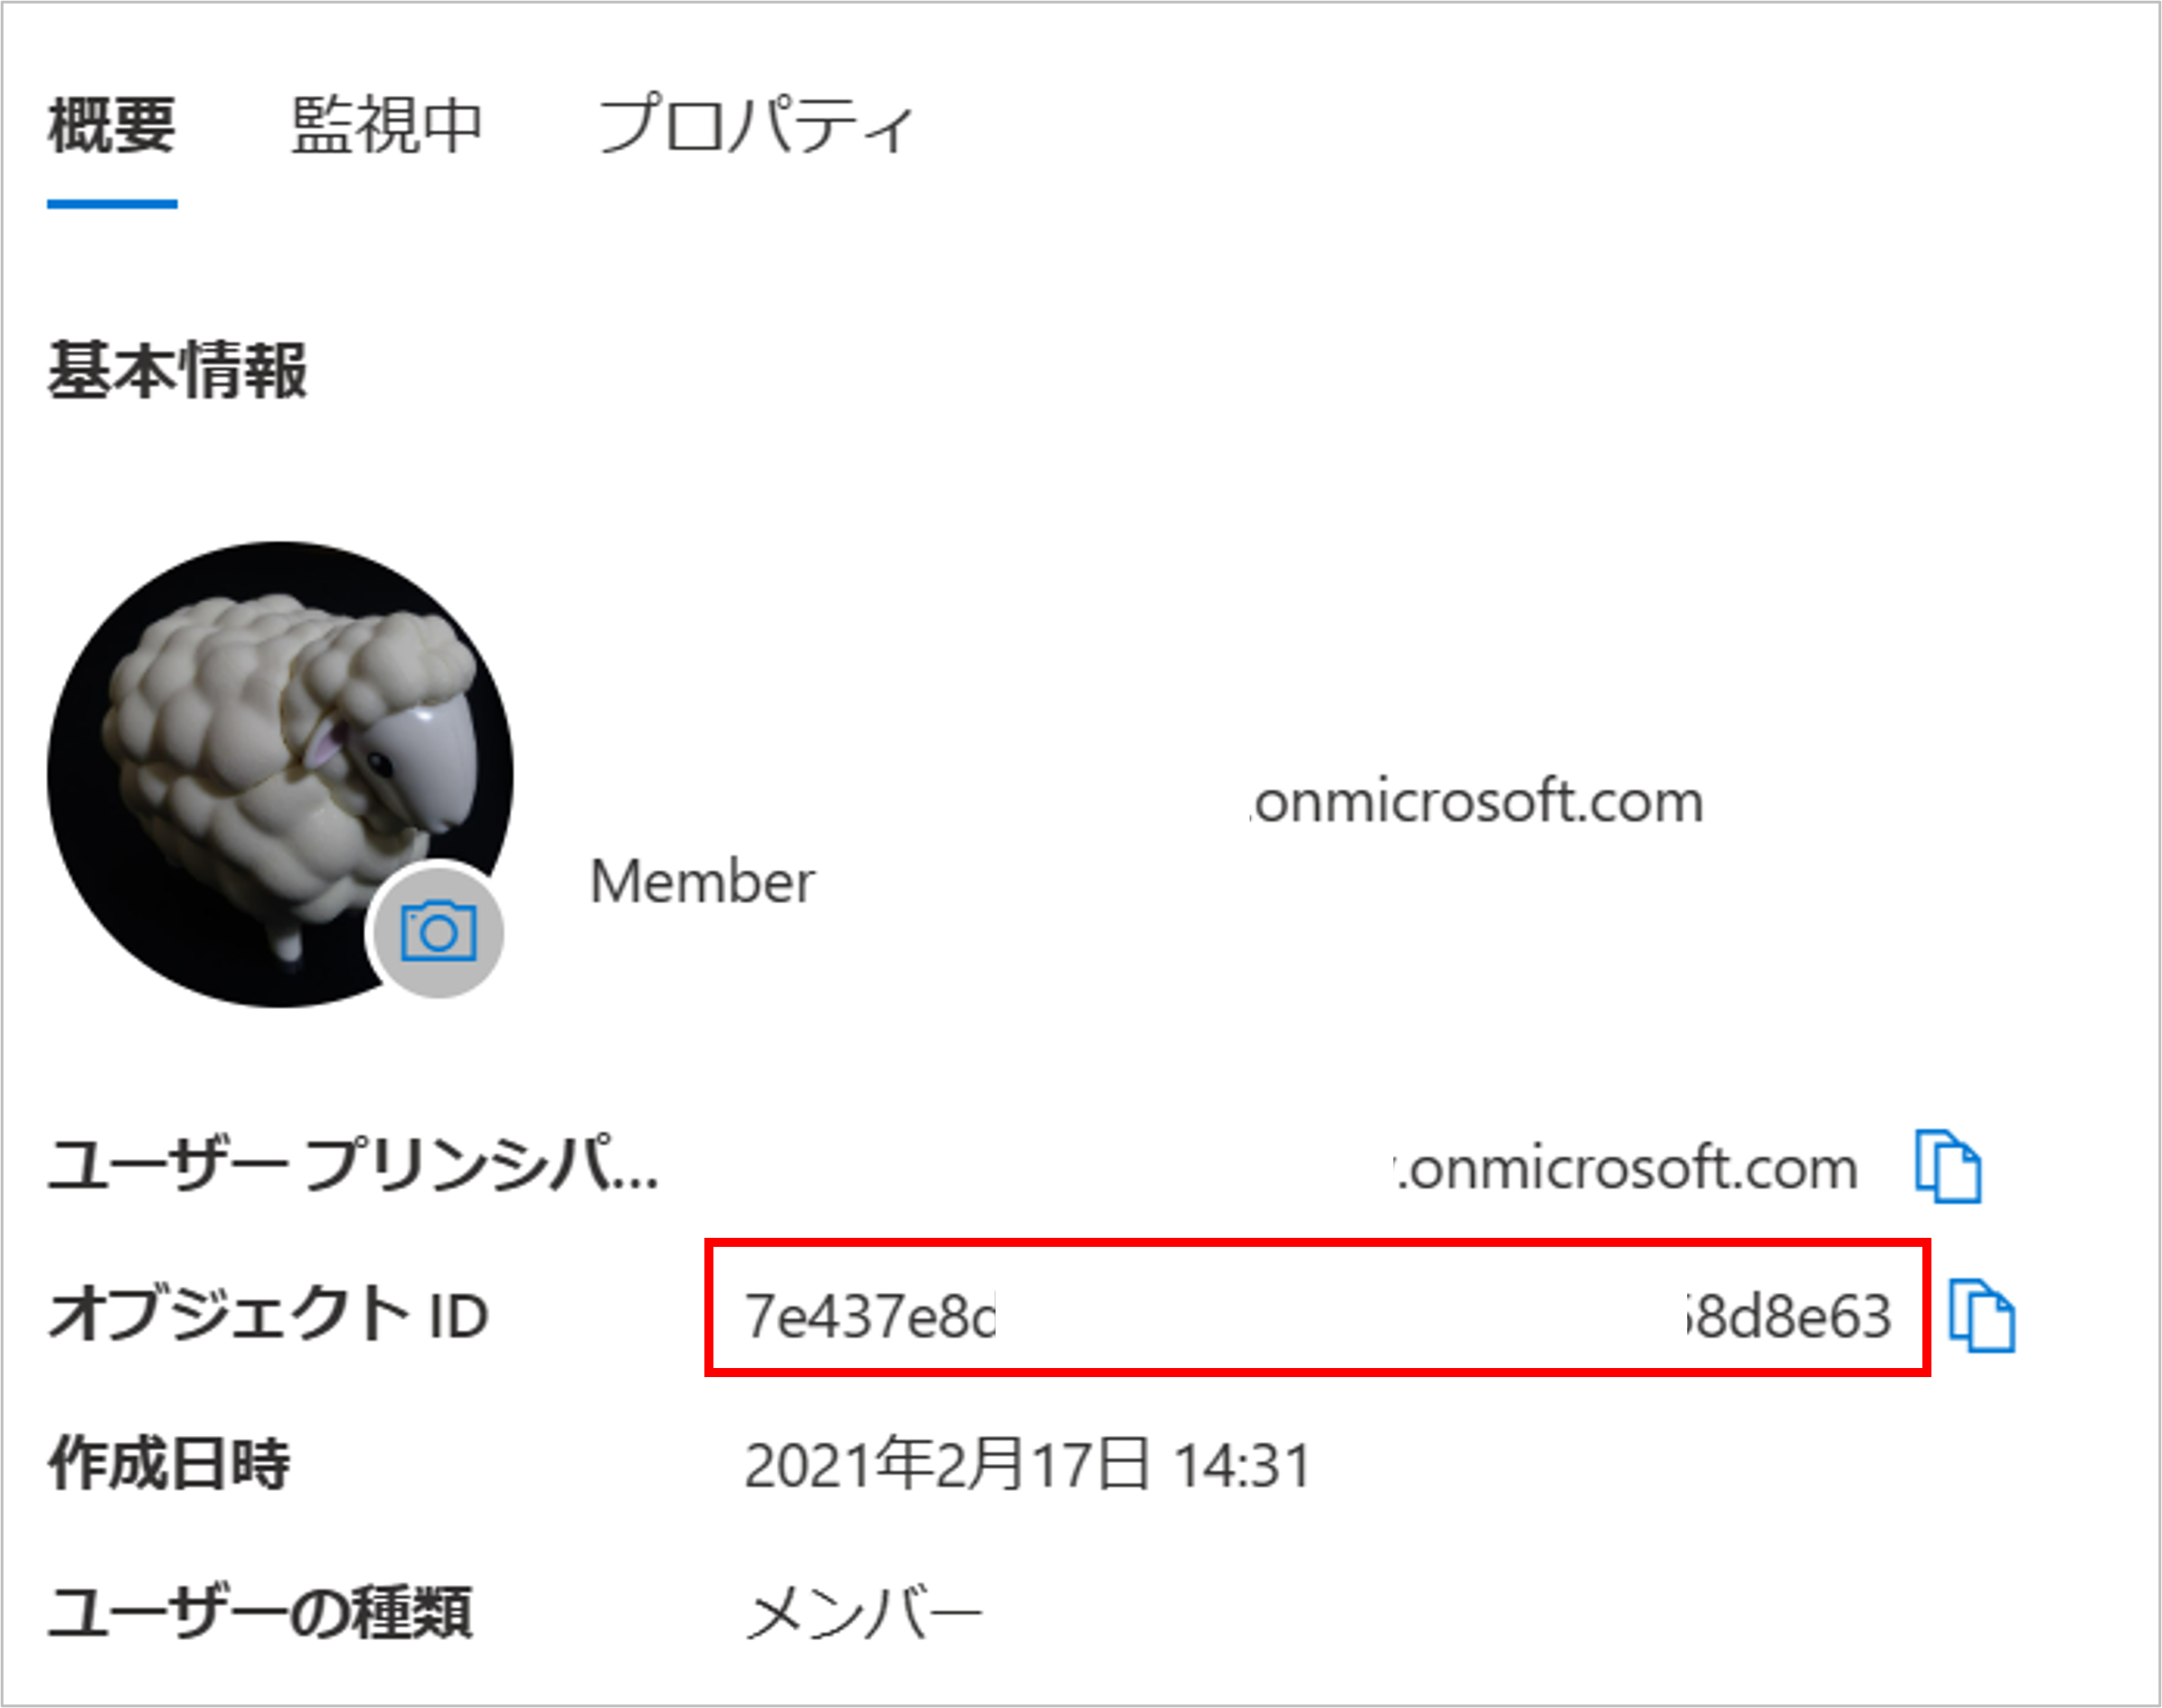 概要 監視中 プロパティ
基本情報
.onmicrosoft.com
Member
ユーザー プリンシパ... .onmicrosoft.com
オブジェクト ID 7e437e8d 8d8e63
作成日時 2021年2月17日 14:31
ユーザーの種類 メンバー